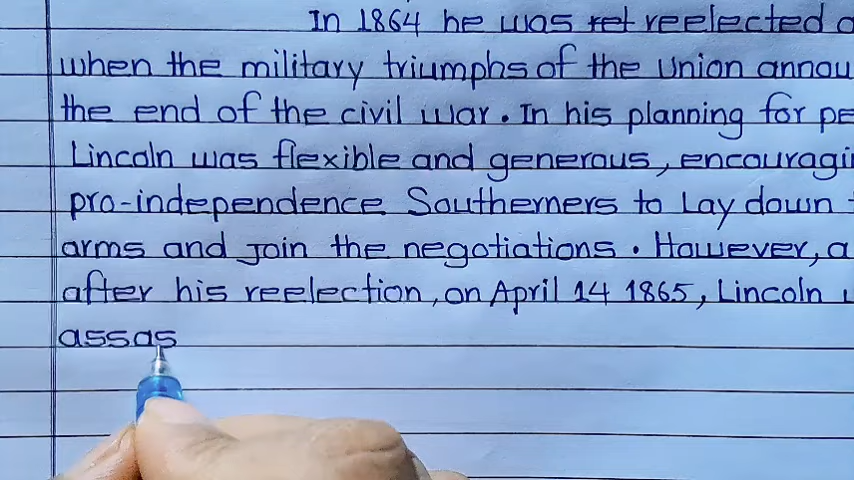 In 1864 he was ret reelected
when the military triumphs of the Union annou
the end of the civil war. In his planning for pe
Lincoln was flexible and generous, encouragi
pro-independence Southerners to lay down
arms and join the negotiations. However, a
after his reelection, on April 14 1865, Lincoln
assas